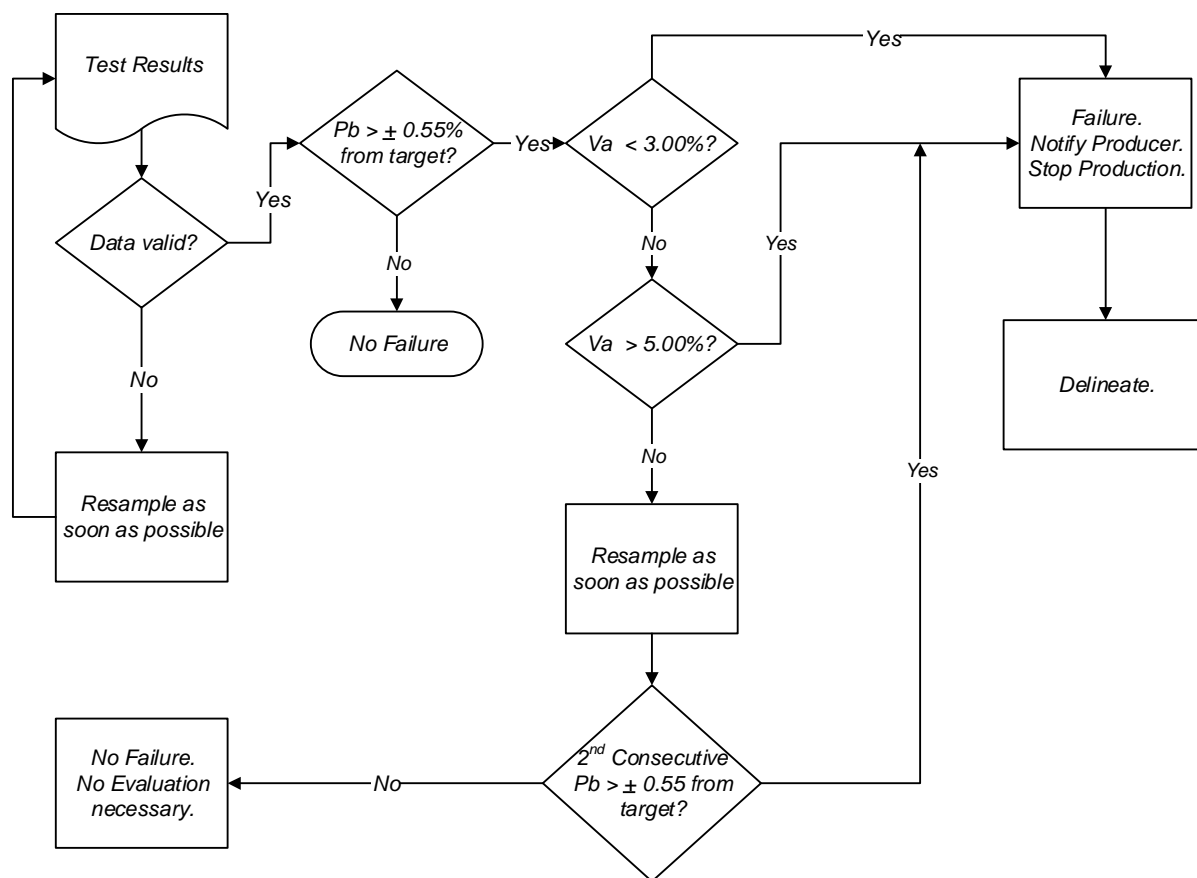 Test Results
Data valid?
Yes
No
Resample as
soon as possible
Pb > ± 0.55%
from target?
Yes
No
No Failure
Va < 3.00%?
Yes
No
Va > 5.00%?
Yes
No
Resample as
soon as possible
2nd Consecutive
Pb > ± 0.55 from
target?
Yes
No
No Failure.
No Evaluation
necessary.
Failure.
Notify Producer.
Stop Production.
Delineate.